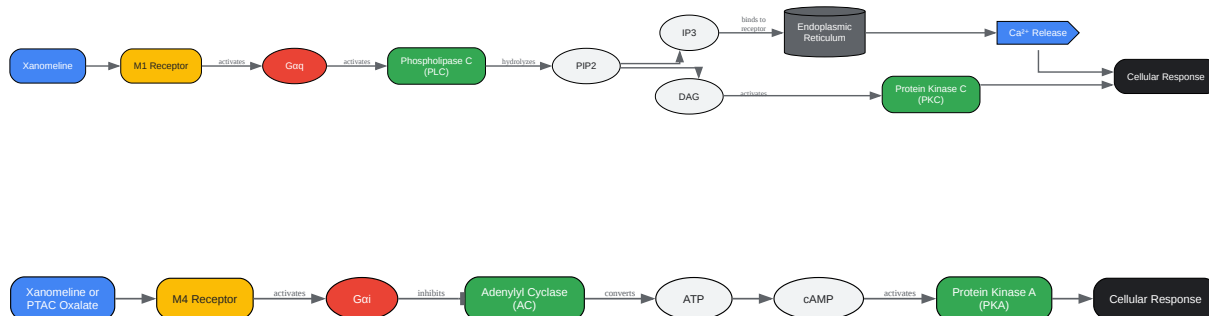 Xanomeline
M1 Receptor
activates
Gαq
activates
Phospholipase C
(PLC)
hydrolyzes
PIP2
IP3
binds to
receptor
Endoplasmic
Reticulum
Ca²⁺ Release
DAG
activates
Protein Kinase C
(PKC)
Cellular Response
Xanomeline or
PTAC Oxalate
M4 Receptor
activates
Gαi
inhibits
Adenylyl Cyclase
(AC)
converts
ATP
cAMP
activates
Protein Kinase A
(PKA)
Cellular Response